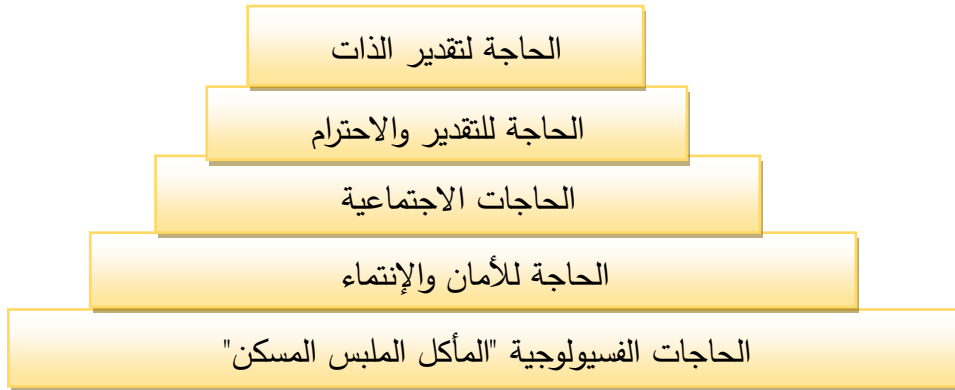 الحاجة لتقدير الذات
الحاجة للتقدير والاحترام
الحاجات الاجتماعية
الحاجة للأمان والإنتماء
الحاجات الفسيولوجية "المأكل الملبس المسكن"